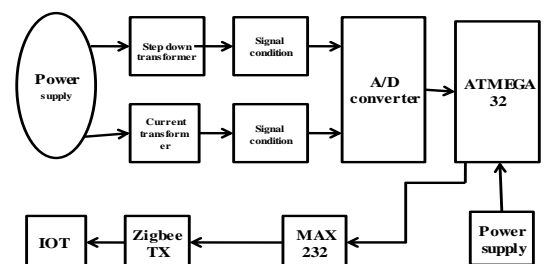 Power
supply
Step down
transformer
Signal
condition
A/D
converter
ATMEGA
32
Current
transform
er
Signal
condition
IOT
Zigbee
TX
MAX
232
Power
supply